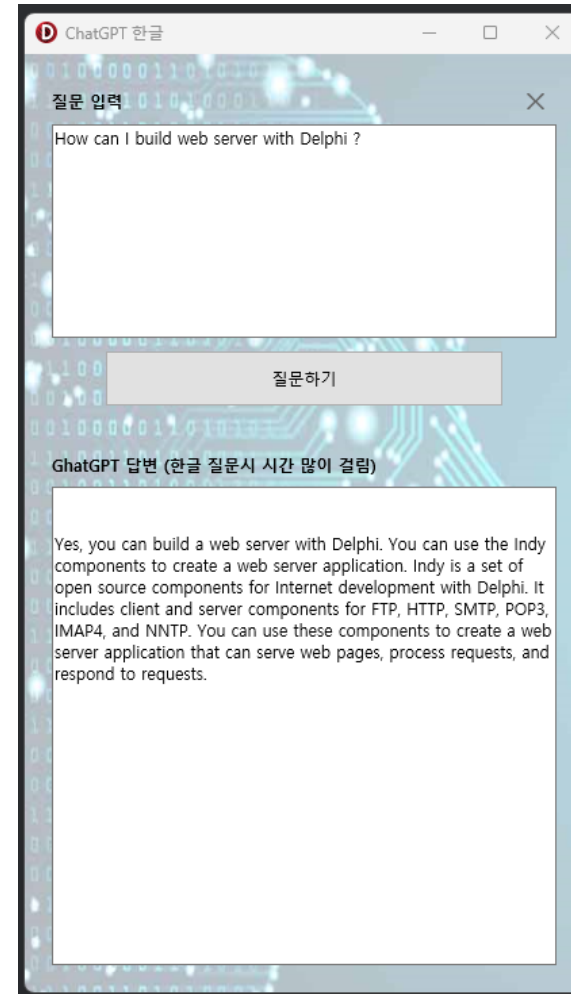 ChatGPT 한글
질문 입력
How can I build web server with Delphi ?
질문하기
GhatGPT 답변 (한글 질문시 시간 많이 걸림)
Yes, you can build a web server with Delphi. You can use the Indy
components to create a web server application. Indy is a set of
open source components for Internet development with Delphi. It
includes client and server components for FTP, HTTP, SMTP, POP3,
IMAP4, and NNTP. You can use these components to create a web
server application that can serve web pages, process requests, and
respond to requests.